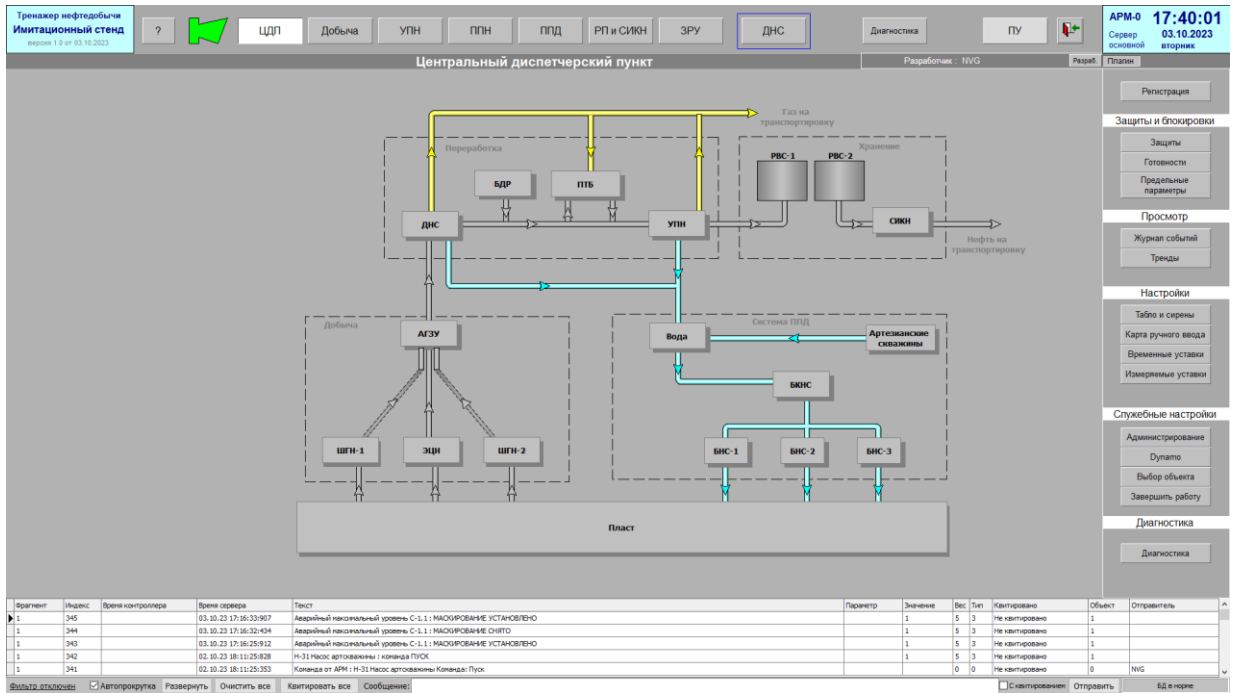 Тренажер нефтедобычи
Имитационный стенд
версия 1.0 от 03.10.2023
?
ЦДП
Добыча
УПН
ППН
ППД
РП и СИКН
ЗРУ
ДНС
Диагностика
ПУ
АРМ-0 17:40:01
Сервер 03.10.2023
основной вторник
Центральный диспетчерский пункт
Разработчик : NVG
Разраб.
Плагин
Регистрация
Защиты и блокировки
Защиты
Готовности
Предельные
параметры
Просмотр
Журнал событий
Тренды
Настройки
Табло и сирены
Карта ручного ввода
Временные уставки
Измеряемые уставки
Служебные настройки
Администрирование
Dynamo
Выбор объекта
Завершить работу
Диагностика
Диагностика
Газ на
транспортировку
Переработка
БДР
ПТБ
ДНС
УПН
Хранение
РВС-1
РВС-2
СИКН
Нефть на
транспортировку
Добыча
АГЗУ
ШГН-1
ЭЦН
ШГН-2
Система ППД
Вода
Артезианские
скважины
БКНС
БНС-1
БНС-2
БНС-3
Пласт
Фрагмент Индекс Время контроллера Время сервера Текст Параметр Значение Вес Тип Квитировано Объект Отправитель
1 345 03.10.23 17:16:33:907 Аварийный максимальный уровень С-1.1 : МАСКИРОВАНИЕ УСТАНОВЛЕНО 1 5 3 Не квитировано 1
1 344 03.10.23 17:16:32:434 Аварийный максимальный уровень С-1.1 : МАСКИРОВАНИЕ СНЯТО 1 5 3 Не квитировано 1
1 343 03.10.23 17:16:25:912 Аварийный максимальный уровень С-1.1 : МАСКИРОВАНИЕ УСТАНОВЛЕНО 1 5 3 Не квитировано 1
1 342 02.10.23 18:11:25:828 Н-31 Насос артскважины : команда ПУСК 1 5 3 Не квитировано 1
1 341 02.10.23 18:11:25:353 Команда от АРМ : Н-31 Насос артскважины Команда: Пуск 0 0 Не квитировано 0 NVG
Фильтр отключен Автопрокрутка Развернуть Очистить все Квитировать все Сообщение: С квитированием Отправить БД в норме